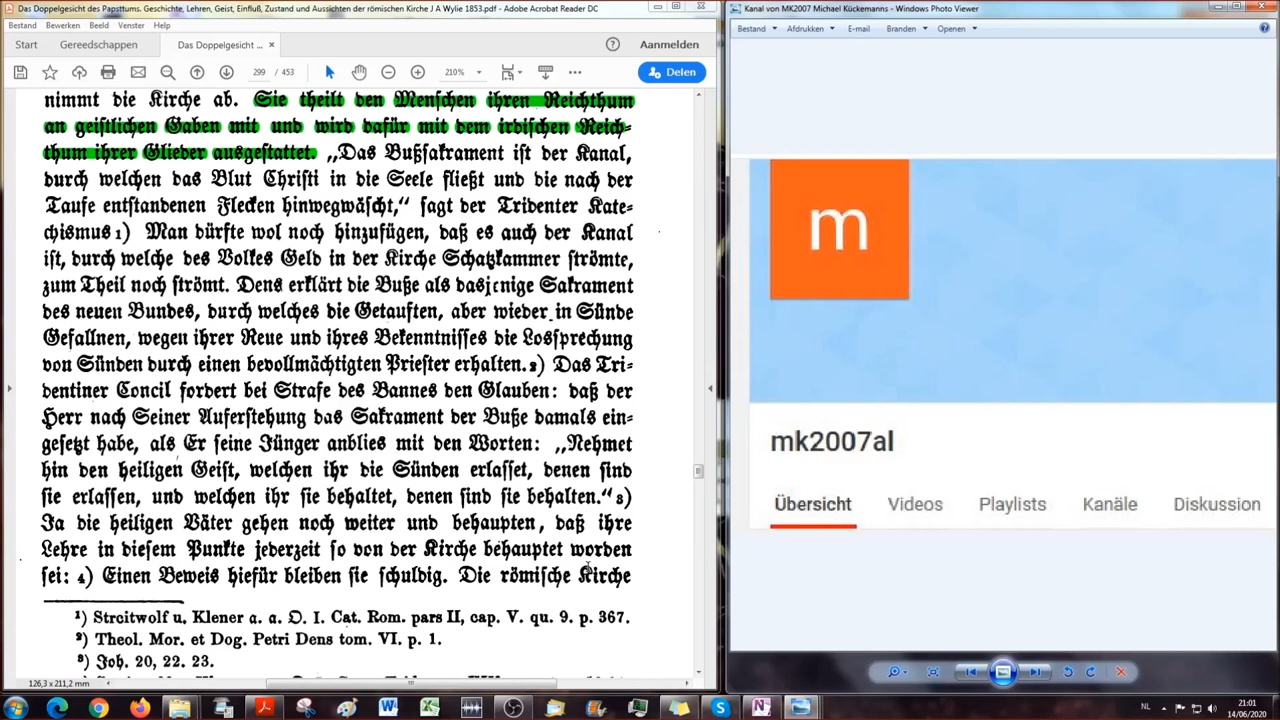 Das Doppelgesicht des Papsttums. Geschichte, Lehren, Geist, Einfluß, Zustand und Aussichten der römischen Kirche J A Wylie 1853.pdf - Adobe Acrobat Reader DC
Bestand Bewerken Beeld Venster Help
Start Gereedschappen Das Doppelgesicht ... × Aanmelden
299 / 453 210% Delen
nimmt die Kirche ab. Sie theilt den Menschen ihren Reichthum
an geistlichen Gaben mit und wird dafür mit dem irdischen Reich=
thum ihrer Glieder ausgestattet. „Das Bußsakrament ist der Kanal,
durch welchen das Blut Christi in die Seele fließt und die nach der
Taufe entstandenen Flecken hinwegwäscht,“ sagt der Tridenter Kate=
chismus 1) Man dürfte wol noch hinzufügen, daß es auch der Kanal
ist, durch welche des Volkes Geld in der Kirche Schatzkammer strömte,
zum Theil noch strömt. Dens erklärt die Buße als dasjenige Sakrament
des neuen Bundes, durch welches die Getauften, aber wieder in Sünde
Gefallnen, wegen ihrer Reue und ihres Bekenntnisses die Lossprechung
von Sünden durch einen bevollmächtigten Priester erhalten. 2) Das Tri=
dentiner Concil fordert bei Strafe des Bannes den Glauben: daß der
Herr nach Seiner Auferstehung das Sakrament der Buße damals ein=
gesetzt habe, als Er seine Jünger anblies mit den Worten: „Nehmet
hin den heiligen Geist, welchen ihr die Sünden erlasset, denen sind
sie erlassen, und welchen ihr sie behaltet, denen sind sie behalten.“ 3)
Ja die heiligen Väter gehen noch weiter und behaupten, daß ihre
Lehre in diesem Punkte jederzeit so von der Kirche behauptet worden
sei: 4) Einen Beweis hiefür bleiben sie schuldig. Die römische Kirche
1) Streitwolf u. Klener a. a. O. I. Cat. Rom. pars II, cap. V. qu. 9. p. 367.
2) Theol. Mor. et Dog. Petri Dens tom. VI. p. 1.
3) Joh. 20, 22. 23.
126,3 x 211,2 mm
Kanal von MK2007 Michael Kückemanns - Windows Photo Viewer
Bestand Afdrukken E-mail Branden Openen
m
mk2007al
Übersicht Videos Playlists Kanäle Diskussion
NL 21:01
14/06/2020